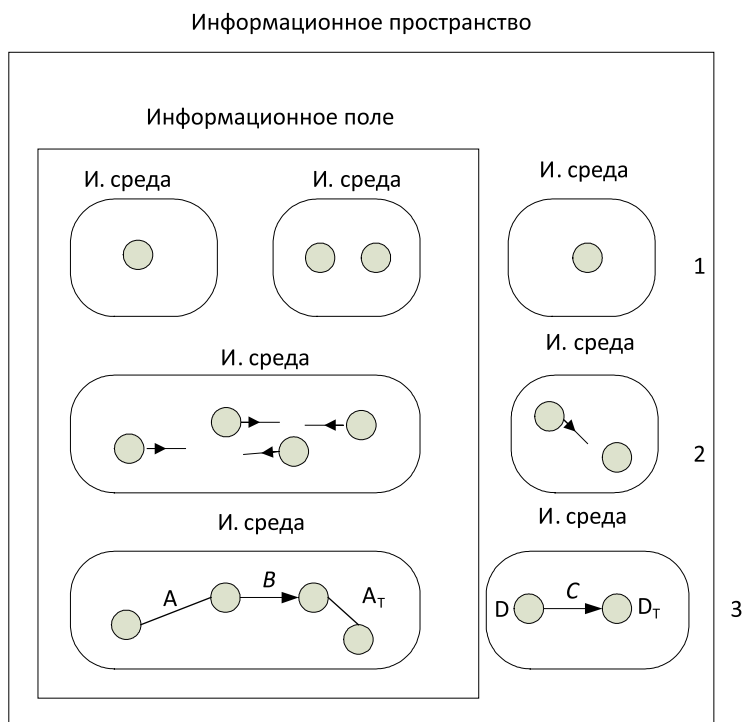 Информационное пространство
Информационное поле
И. среда
И. среда
И. среда
1
И. среда
И. среда
2
И. среда
И. среда
A
B
Aт
D
C
Dт
3